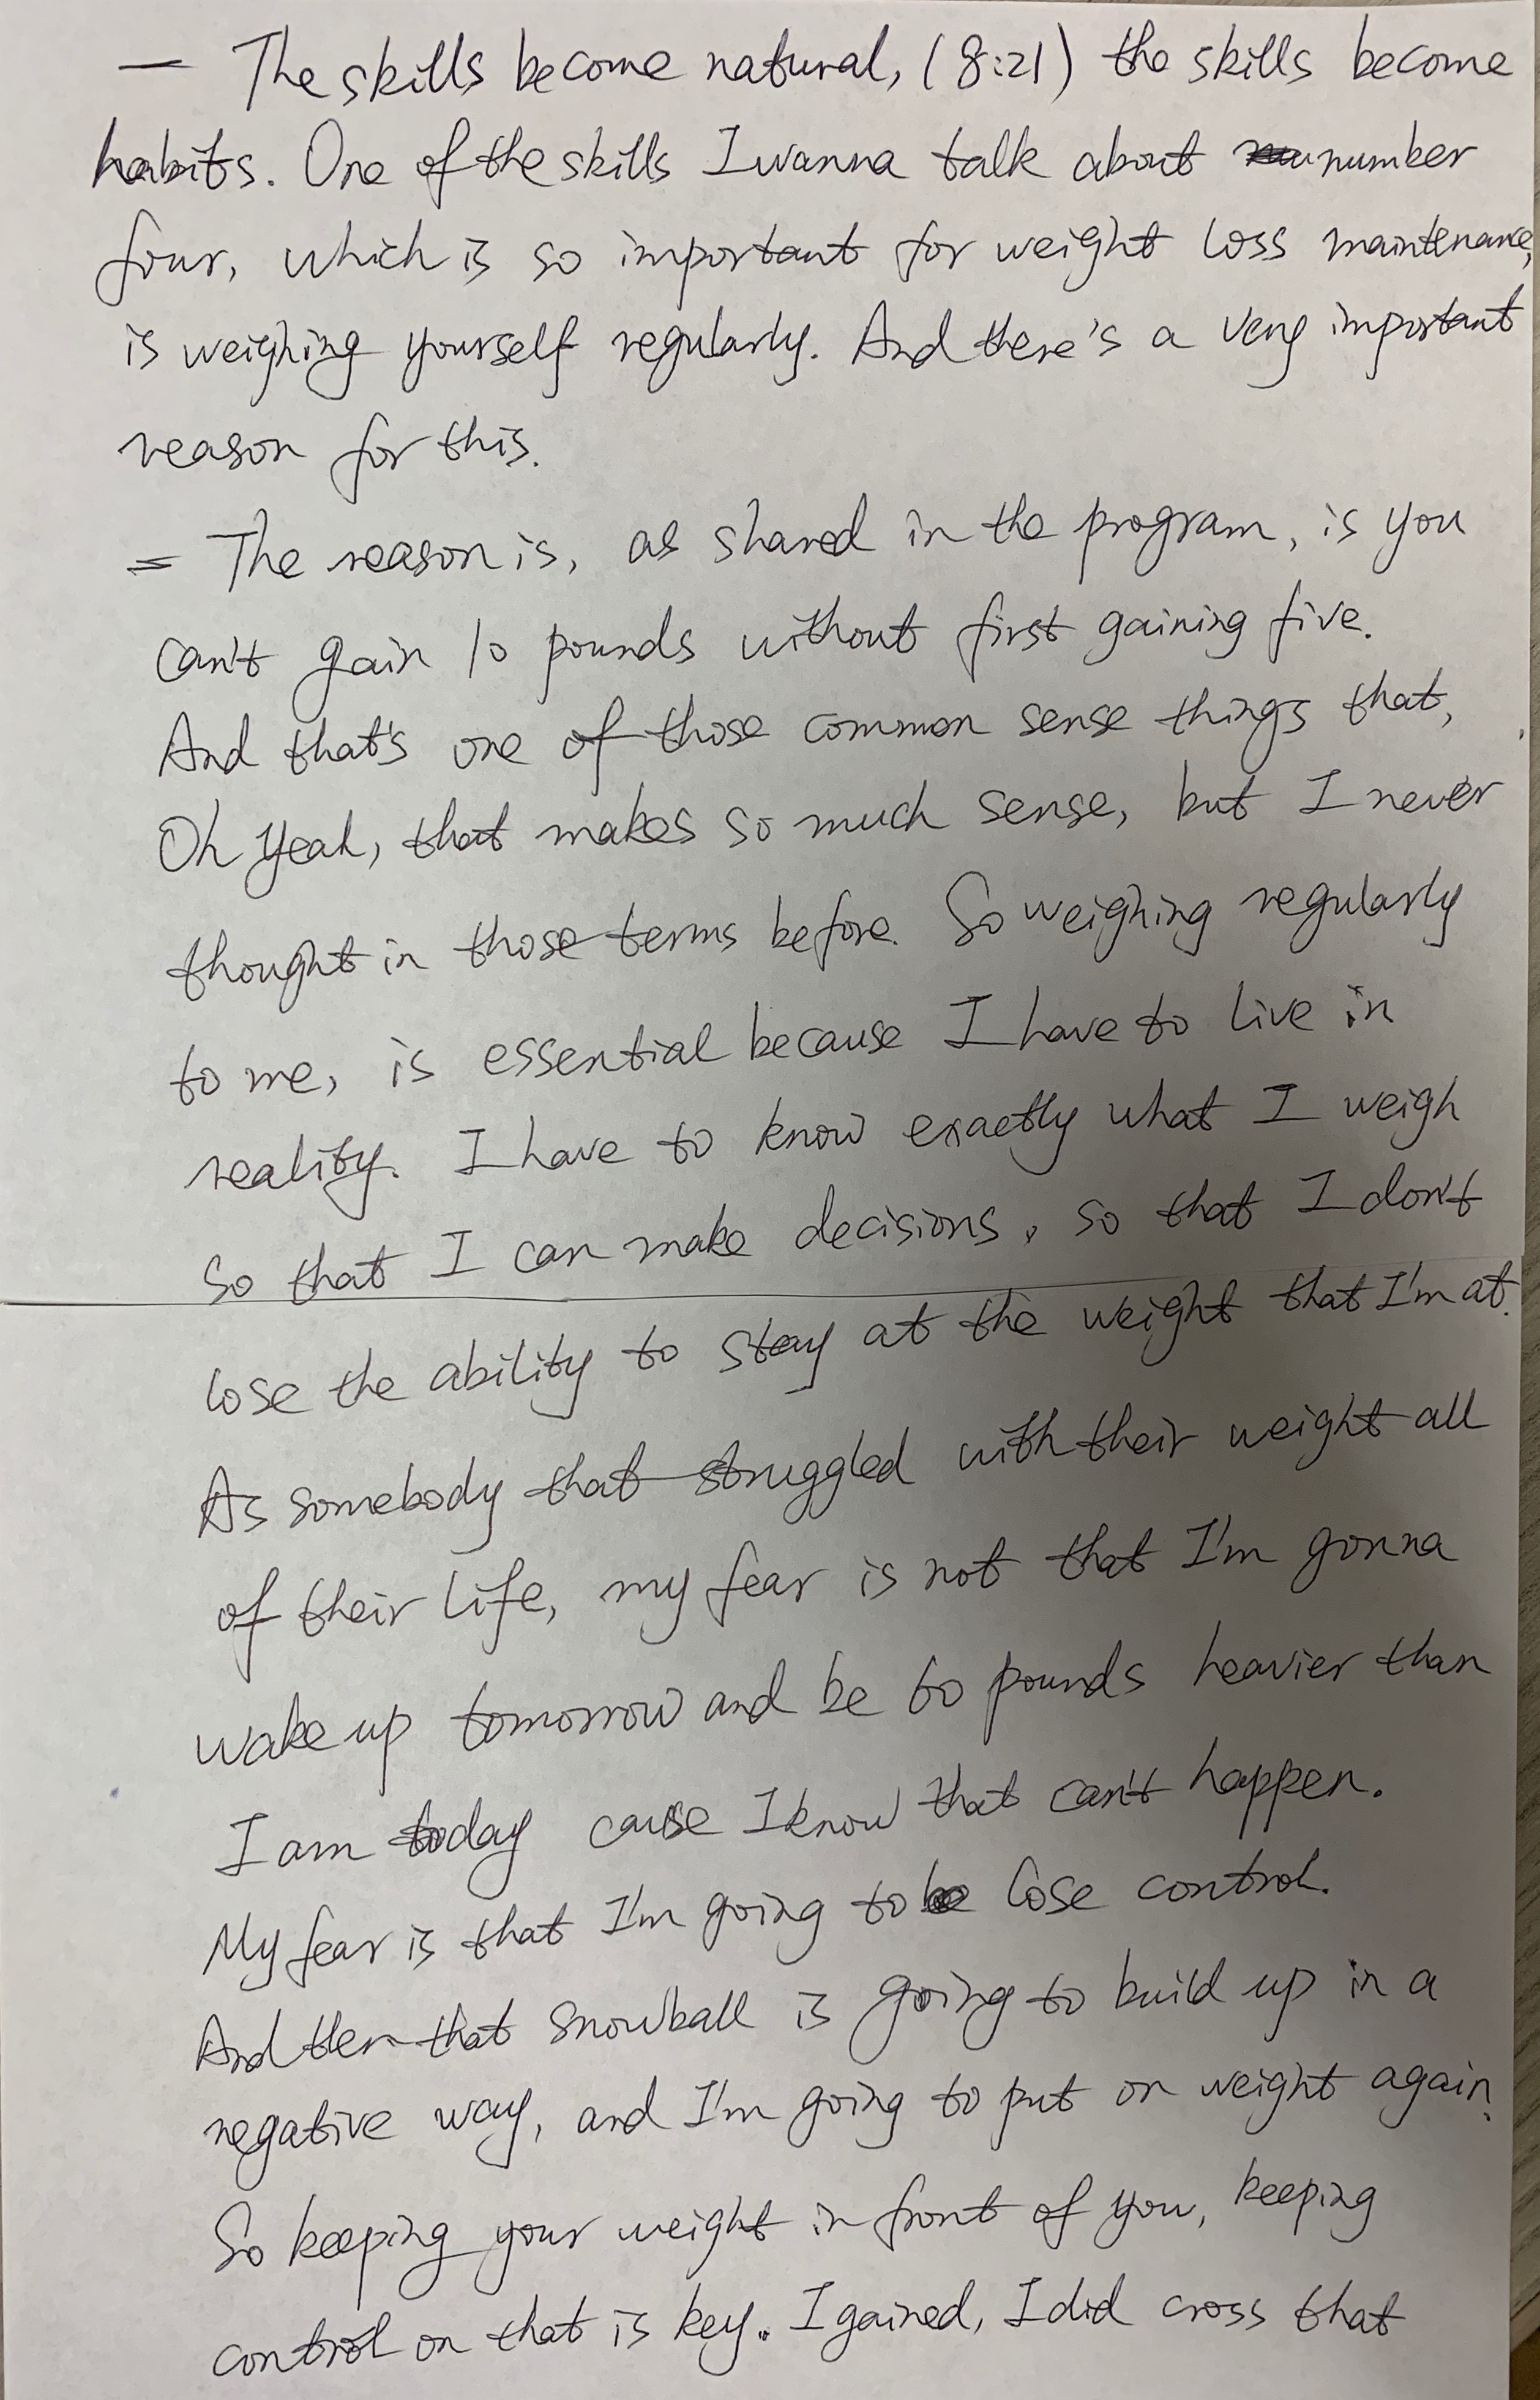 — The skills become natural, (8:21) the skills become
habits. One of the skills I wanna talk about number
four, which is so important for weight loss maintenance,
is weighing yourself regularly. And there's a very important
reason for this.
= The reason is, as shared in the program, is you
can't gain 10 pounds without first gaining five.
And that's one of those common sense things that,
Oh yeah, that makes so much sense, but I never
thought in those terms before. So weighing regularly
to me, is essential because I have to live in
reality. I have to know exactly what I weigh
so that I can make decisions, so that I don't
lose the ability to stay at the weight that I'm at.
As somebody that struggled with their weight all
of their life, my fear is not that I'm gonna
wake up tomorrow and be 60 pounds heavier than
I am today cause I know that can't happen.
My fear is that I'm going to lose control.
And then that snowball is going to build up in a
negative way, and I'm going to put on weight again.
So keeping your weight in front of you, keeping
control on that is key. I gained, I did cross that